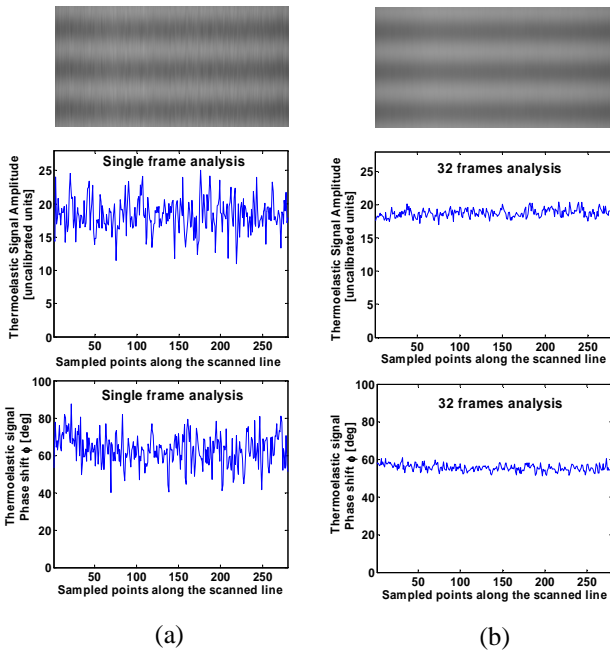 Single frame analysis
Thermoelastic Signal Amplitude
[uncalibrated units]
25
20
15
10
5
0
50 100 150 200 250
Sampled points along the scanned line
32 frames analysis
Thermoelastic Signal Amplitude
[uncalibrated units]
25
20
15
10
5
0
50 100 150 200 250
Sampled points along the scanned line
Single frame analysis
Thermoelastic signal
Phase shift ϕ [deg]
100
80
60
40
20
0
50 100 150 200 250
Sampled points along the scanned line
32 frames analysis
Thermoelastic signal
Phase shift ϕ [deg]
100
80
60
40
20
0
50 100 150 200 250
Sampled points along the scanned line
(a) (b)